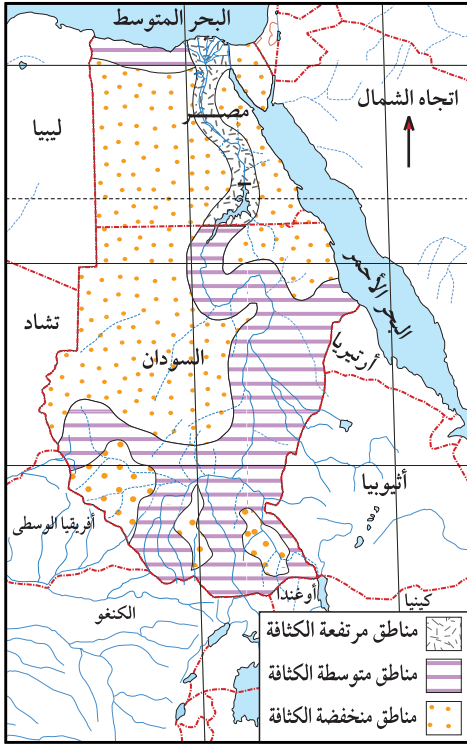 البحر المتوسط
اتجاه الشمال
مصـــر
ليبيا
البحر الأحمر
تشاد
أرتيريا
السودان
أثيوبيا
أفريقيا الوسطى
أوغندا
كينيا
الكنغو
مناطق مرتفعة الكثافة
مناطق متوسطة الكثافة
مناطق منخفضة الكثافة